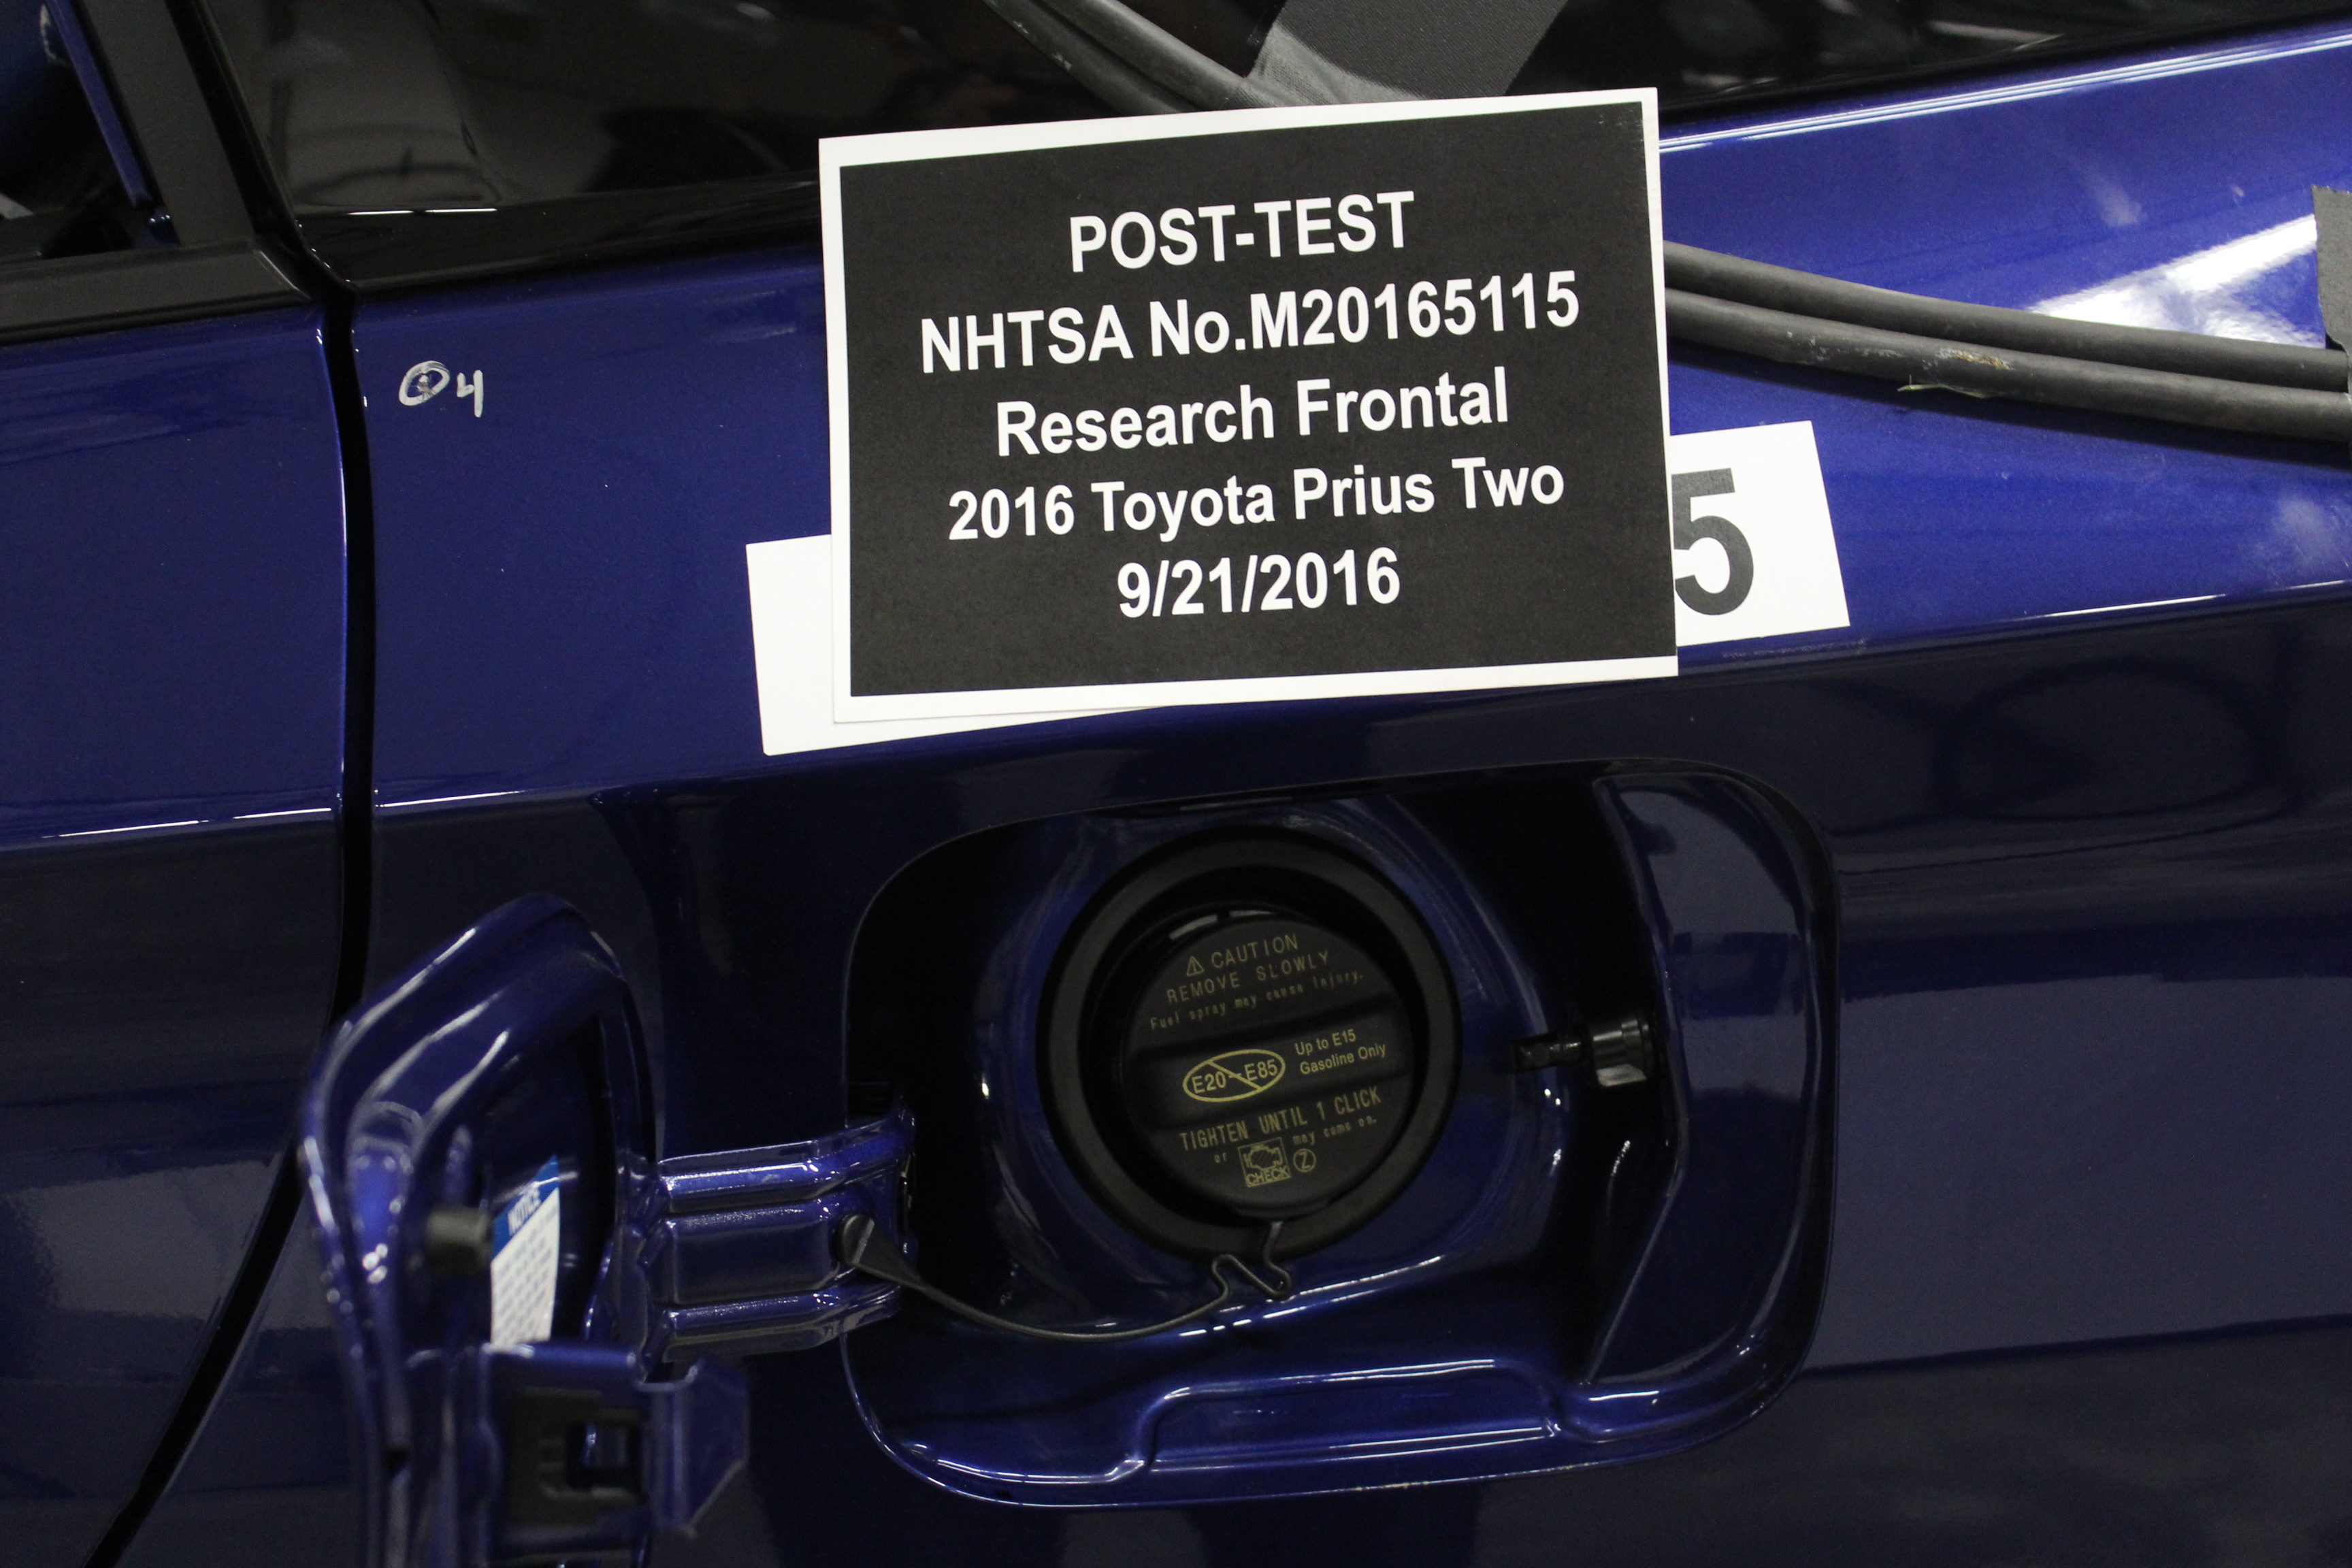 POST-TEST
NHTSA No.M20165115
Research Frontal
2016 Toyota Prius Two
9/21/2016
5
4
⚠ CAUTION
REMOVE SLOWLY
Fuel spray may cause injury.
E20-E85
Up to E15
Gasoline Only
TIGHTEN UNTIL 1 CLICK
or CHECK may come on.
Z
NOTICE